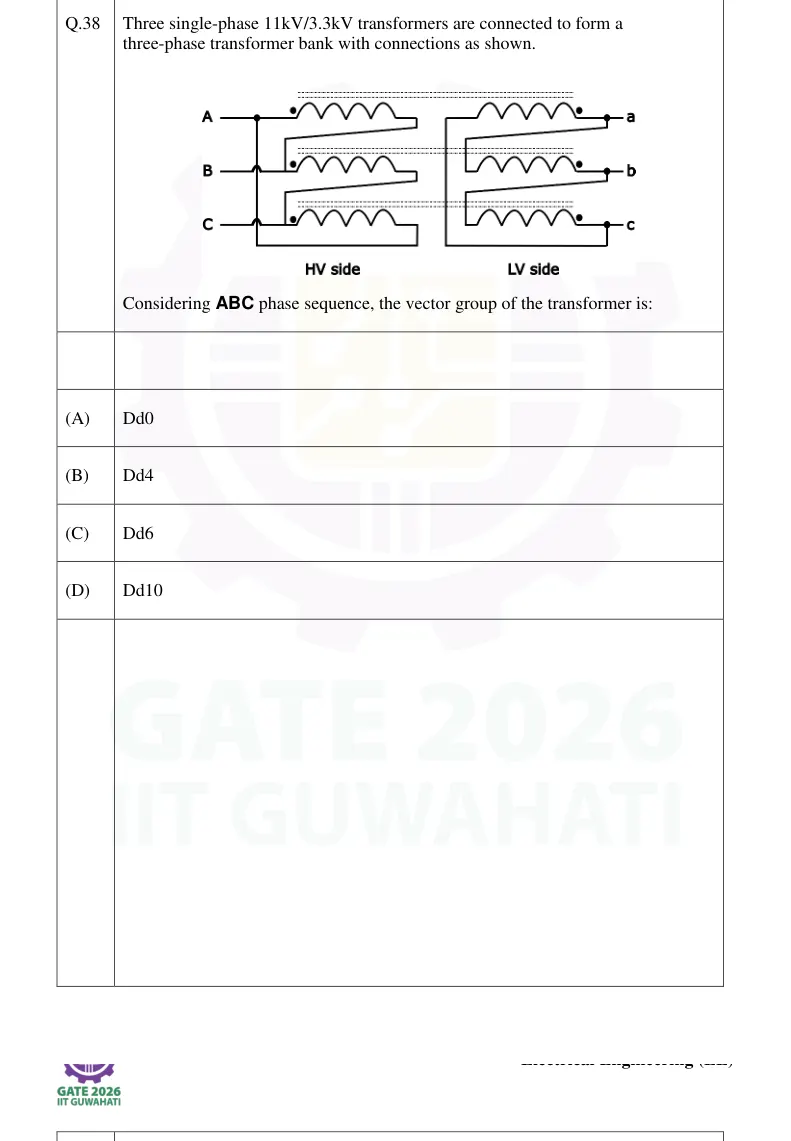 Q.38 Three single-phase 11kV/3.3kV transformers are connected to form a
three-phase transformer bank with connections as shown.
A a
B b
C c
HV side LV side
Considering ABC phase sequence, the vector group of the transformer is:
(A) Dd0
(B) Dd4
(C) Dd6
(D) Dd10
GATE 2026
IIT GUWAHATI
GATE 2026
IIT GUWAHATI